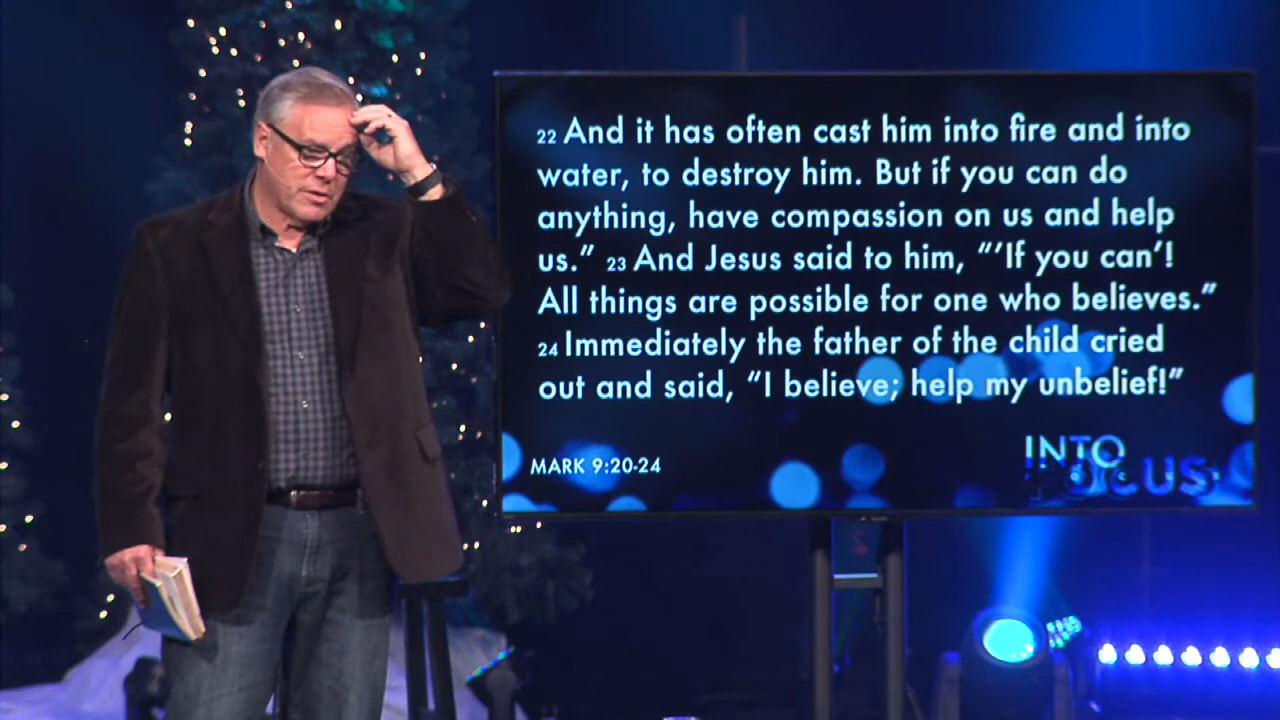 22 And it has often cast him into fire and into
water, to destroy him. But if you can do
anything, have compassion on us and help
us.” 23 And Jesus said to him, “‘If you can’!
All things are possible for one who believes.”
24 Immediately the father of the child cried
out and said, “I believe; help my unbelief!”
MARK 9:20-24
INTO
FOCUS